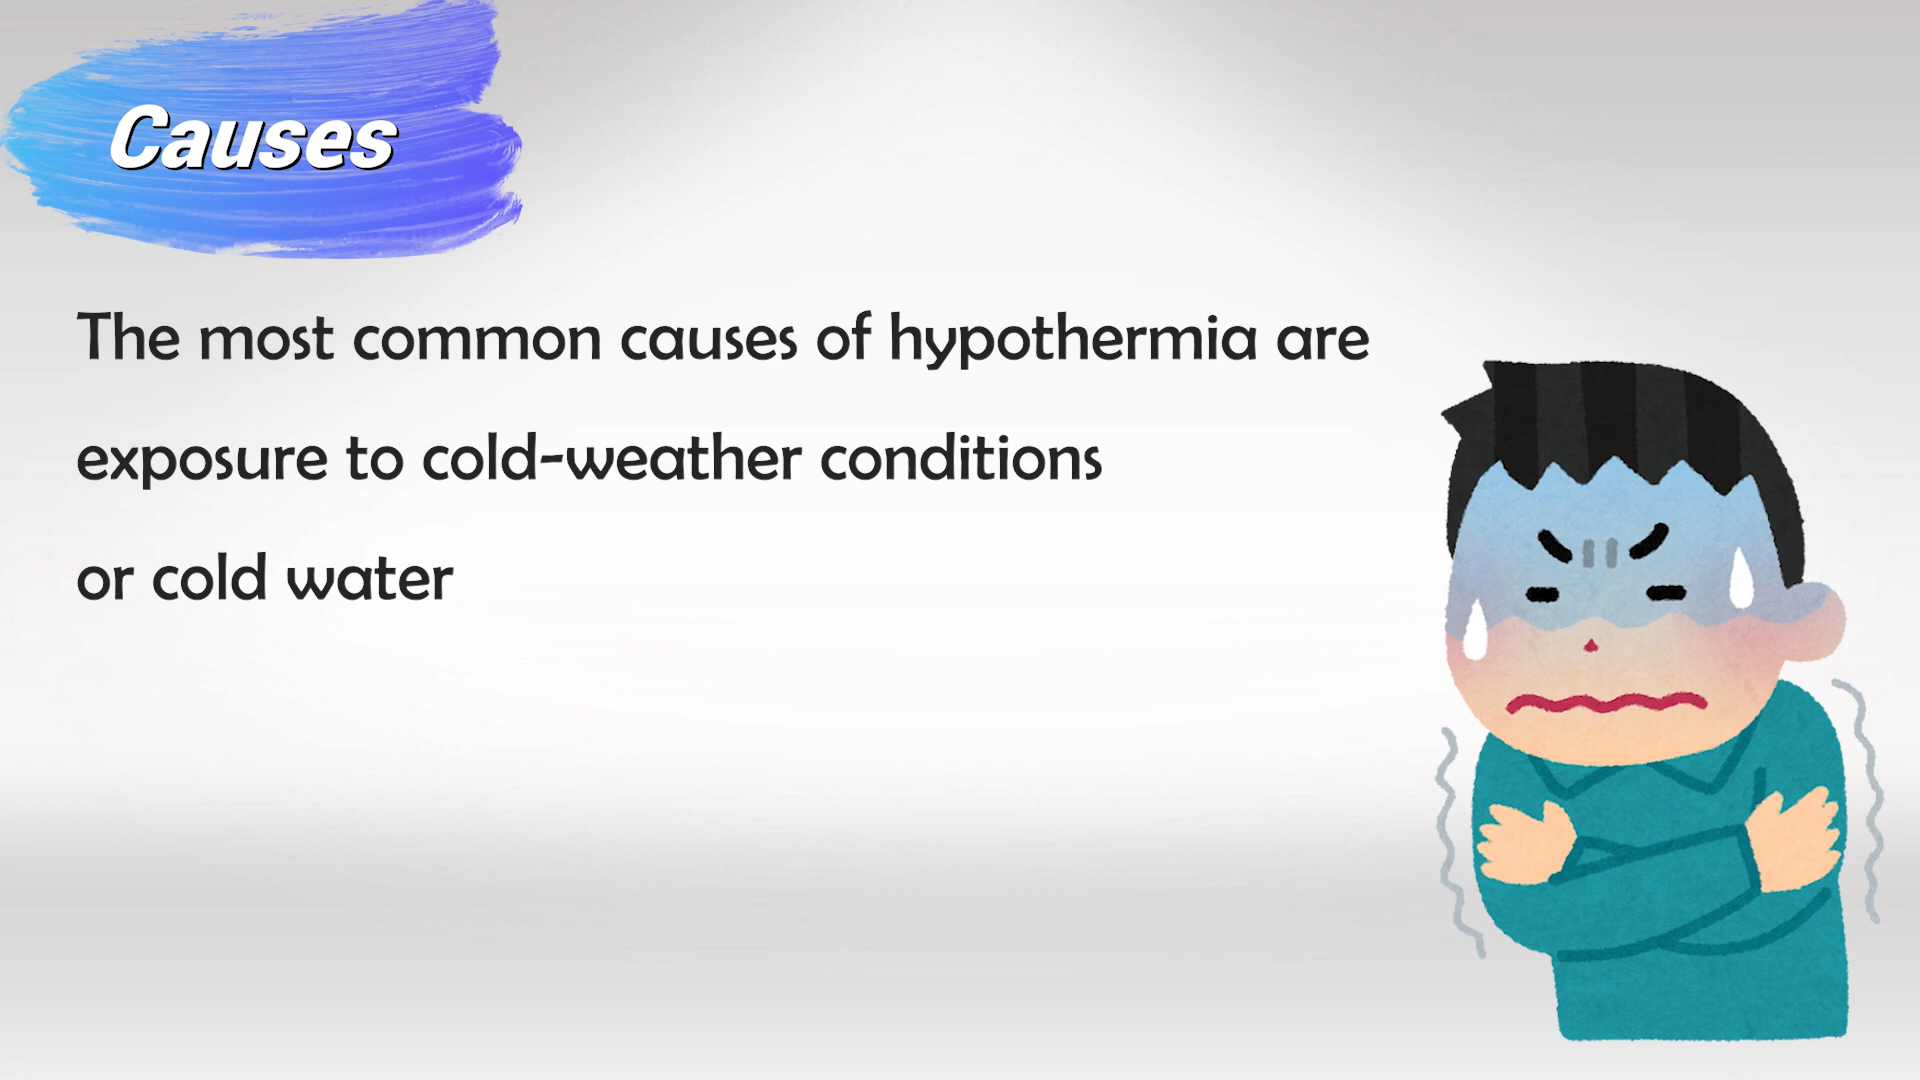 Causes
The most common causes of hypothermia are
exposure to cold-weather conditions
or cold water